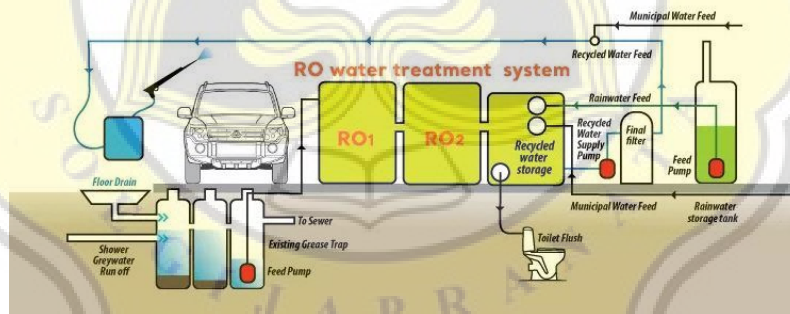 Municipal Water Feed
Recycled Water Feed
RO water treatment system
Rainwater Feed
RO1
RO2
Recycled
water
storage
Recycled
Water
Supply
Pump
Final
filter
Feed
Pump
Floor Drain
To Sewer
Municipal Water Feed
Rainwater
storage tank
Shower
Greywater
Run off
Existing Grease Trap
Feed Pump
Toilet Flush